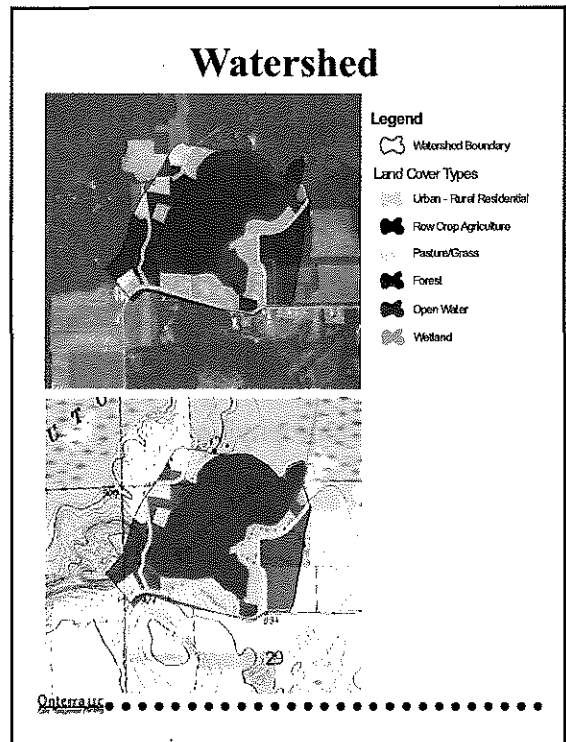 Watershed
Legend
Watershed Boundary
Land Cover Types
Urban - Rural Residential
Row Crop Agriculture
Pasture/Grass
Forest
Open Water
Wetland
U T
29
Onterra LLC